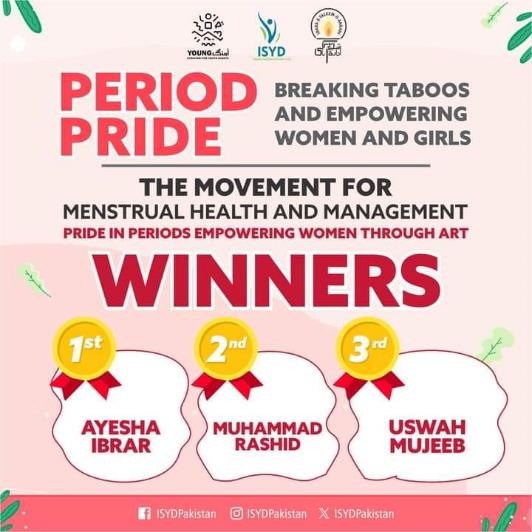 YOUNG آہنگ
ISYD
PERIOD
PRIDE
BREAKING TABOOS
AND EMPOWERING
WOMEN AND GIRLS
THE MOVEMENT FOR
MENSTRUAL HEALTH AND MANAGEMENT
PRIDE IN PERIODS EMPOWERING WOMEN THROUGH ART
WINNERS
1st
2nd
3rd
AYESHA
IBRAR
MUHAMMAD
RASHID
USWAH
MUJEEB
ISYDPakistan
ISYDPakistan
ISYDPakistan